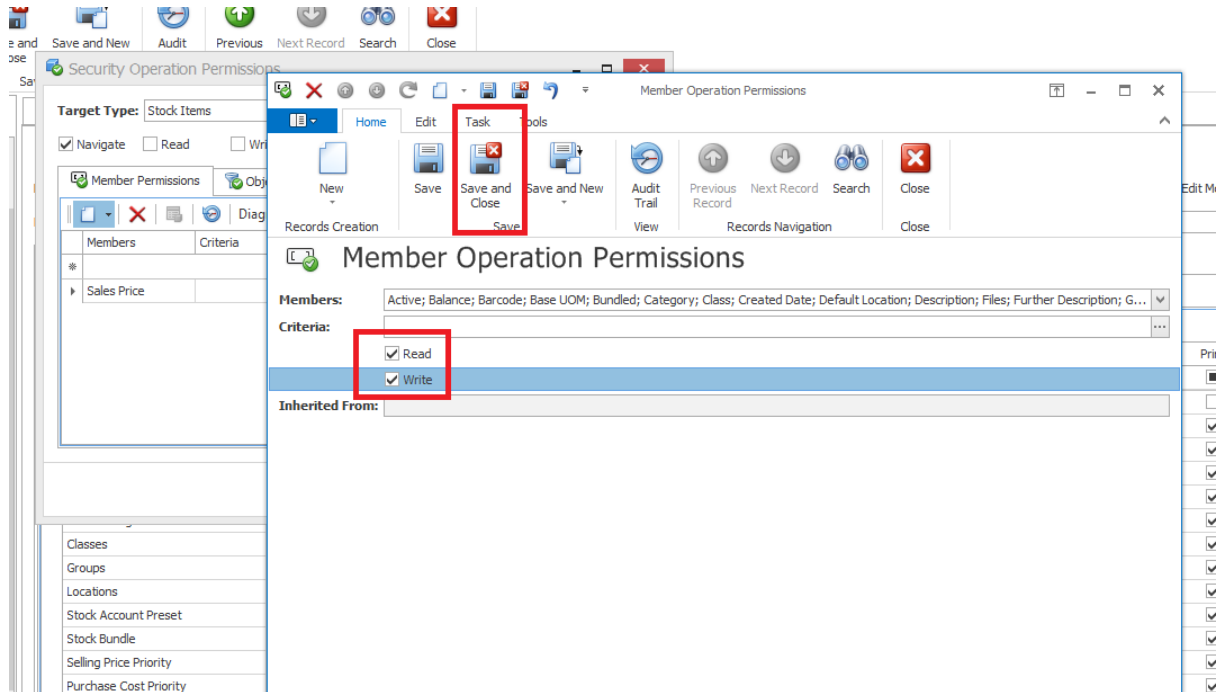 e and
ose
Save and New
Audit
Previous
Next Record
Search
Close
Security Operation Permissions
Target Type:
Stock Items
Navigate
Read
Wri
Member Permissions
Obje
Diag
Members
Criteria
Sales Price
Classes
Groups
Locations
Stock Account Preset
Stock Bundle
Selling Price Priority
Purchase Cost Priority
Member Operation Permissions
Home
Edit
Task
Tools
New
Save
Save and
Close
Save and New
Audit
Trail
Previous
Record
Next Record
Search
Close
Records Creation
Save
View
Records Navigation
Close
Member Operation Permissions
Members:
Active; Balance; Barcode; Base UOM; Bundled; Category; Class; Created Date; Default Location; Description; Files; Further Description; G...
Criteria:
Read
Write
Inherited From:
Edit M
Pri